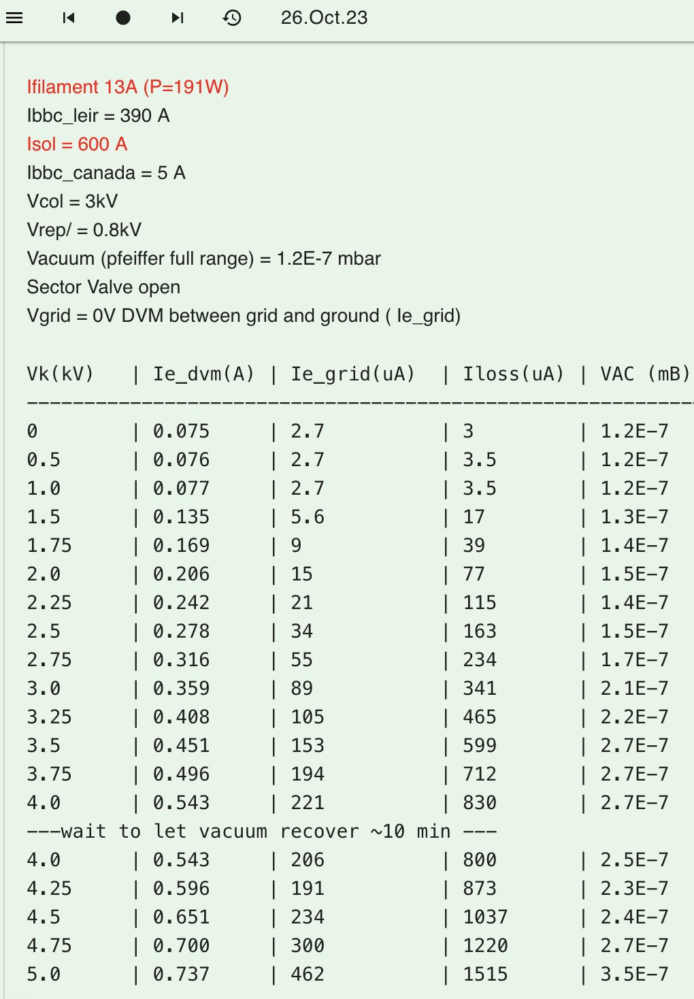 26.Oct.23
Ifilament 13A (P=191W)
Ibbc_leir = 390 A
Isol = 600 A
Ibbc_canada = 5 A
Vcol = 3kV
Vrep/ = 0.8kV
Vacuum (pfeiffer full range) = 1.2E-7 mbar
Sector Valve open
Vgrid = 0V DVM between grid and ground ( Ie_grid)
Vk(kV) | Ie_dvm(A) | Ie_grid(uA) | Iloss(uA) | VAC (mB)
----------------------------------------------------------
0 | 0.075 | 2.7 | 3 | 1.2E-7
0.5 | 0.076 | 2.7 | 3.5 | 1.2E-7
1.0 | 0.077 | 2.7 | 3.5 | 1.2E-7
1.5 | 0.135 | 5.6 | 17 | 1.3E-7
1.75 | 0.169 | 9 | 39 | 1.4E-7
2.0 | 0.206 | 15 | 77 | 1.5E-7
2.25 | 0.242 | 21 | 115 | 1.4E-7
2.5 | 0.278 | 34 | 163 | 1.5E-7
2.75 | 0.316 | 55 | 234 | 1.7E-7
3.0 | 0.359 | 89 | 341 | 2.1E-7
3.25 | 0.408 | 105 | 465 | 2.2E-7
3.5 | 0.451 | 153 | 599 | 2.7E-7
3.75 | 0.496 | 194 | 712 | 2.7E-7
4.0 | 0.543 | 221 | 830 | 2.7E-7
---wait to let vacuum recover ~10 min ---
4.0 | 0.543 | 206 | 800 | 2.5E-7
4.25 | 0.596 | 191 | 873 | 2.3E-7
4.5 | 0.651 | 234 | 1037 | 2.4E-7
4.75 | 0.700 | 300 | 1220 | 2.7E-7
5.0 | 0.737 | 462 | 1515 | 3.5E-7